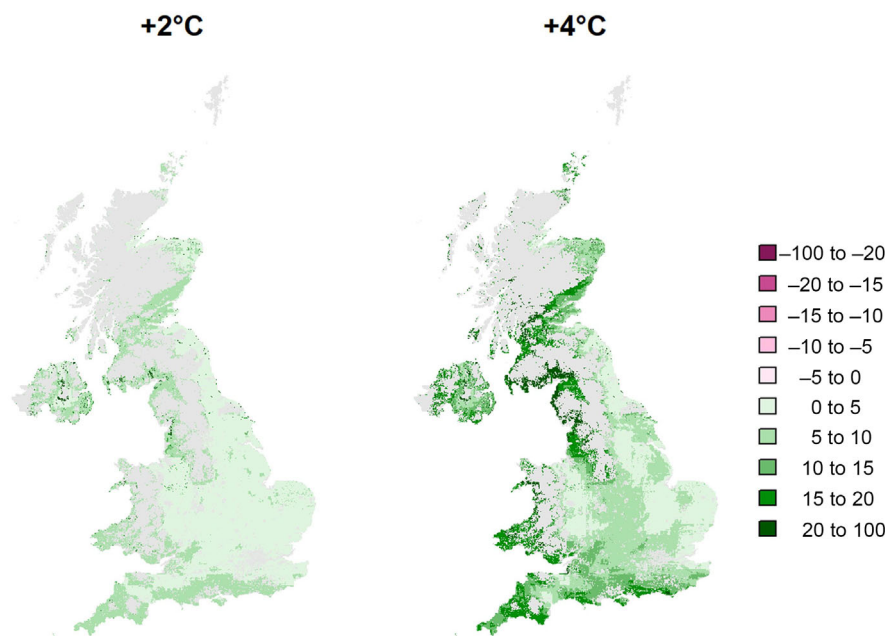 +2°C
+4°C
–100 to –20
–20 to –15
–15 to –10
–10 to –5
–5 to 0
0 to 5
5 to 10
10 to 15
15 to 20
20 to 100